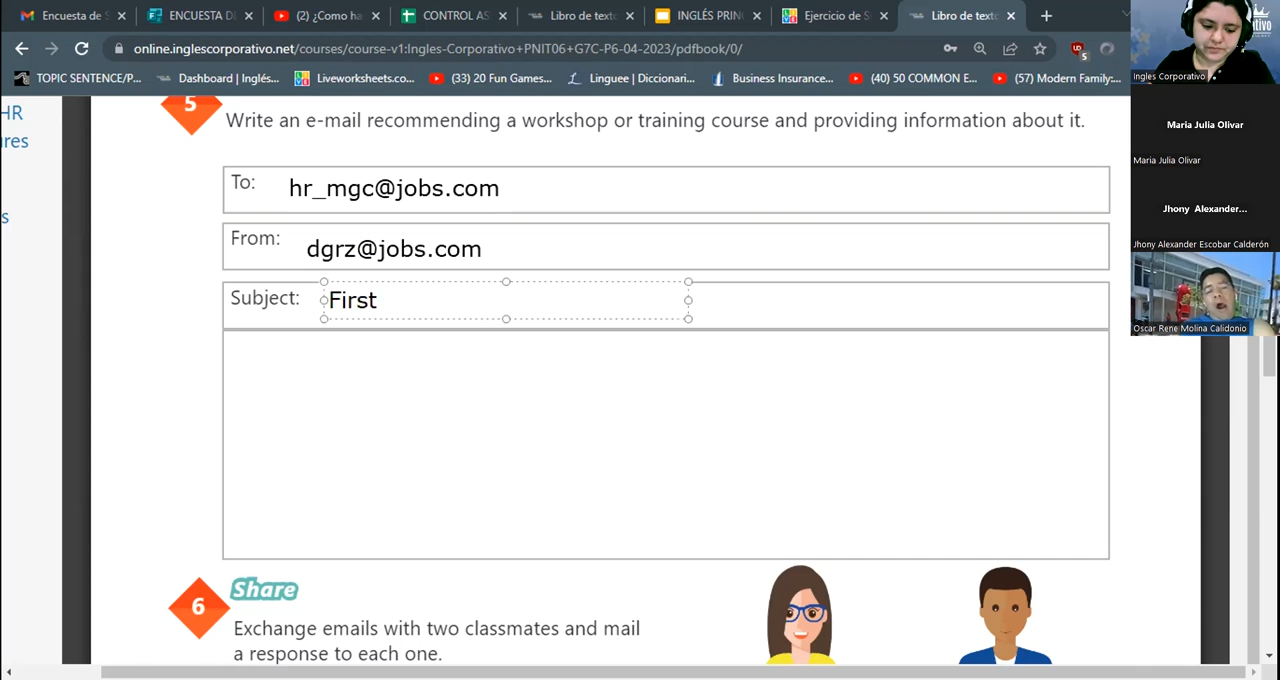 Encuesta de S
ENCUESTA DE
(2) ¿Como ha
CONTROL AS
Libro de texto
INGLÉS PRIN
Ejercicio de S
Libro de texto
online.inglescorporativo.net/courses/course-v1:Ingles-Corporativo+PNIT06+G7C-P6-04-2023/pdfbook/0/
5
TOPIC SENTENCE/P...
Dashboard | Inglés...
Liveworksheets.co...
(33) 20 Fun Games...
Linguee | Diccionari...
Business Insurance...
(40) 50 COMMON E...
(57) Modern Family:...
Ingles Corporativo
Maria Julia Olivar
Maria Julia Olivar
Jhony Alexander...
Jhony Alexander Escobar Calderón
Oscar Rene Molina Calidonio
HR
ures
s
5
Write an e-mail recommending a workshop or training course and providing information about it.
To: hr_mgc@jobs.com
From: dgrz@jobs.com
Subject: First
6
Share
Exchange emails with two classmates and mail
a response to each one.